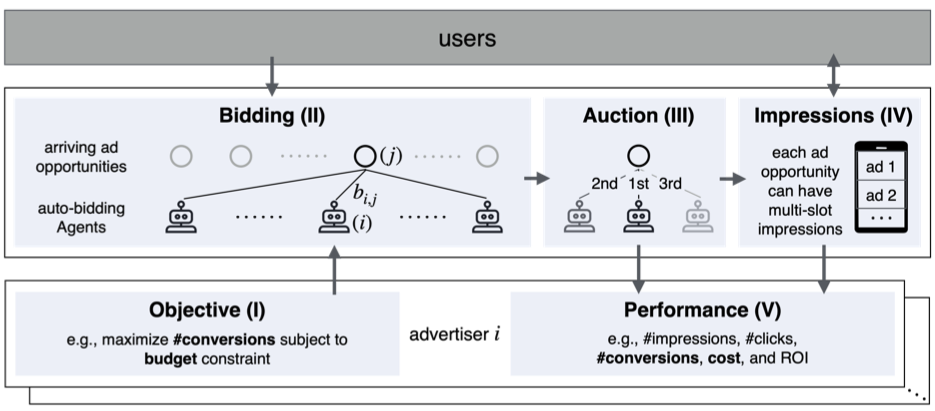 users
Bidding (II)
arriving ad
opportunities
(j)
b_{i,j}
auto-bidding
Agents
(i)
Auction (III)
2nd 1st 3rd
Impressions (IV)
each ad
opportunity
can have
multi-slot
impressions
ad 1
ad 2
...
Objective (I)
e.g., maximize #conversions subject to
budget constraint
advertiser i
Performance (V)
e.g., #impressions, #clicks,
#conversions, cost, and ROI